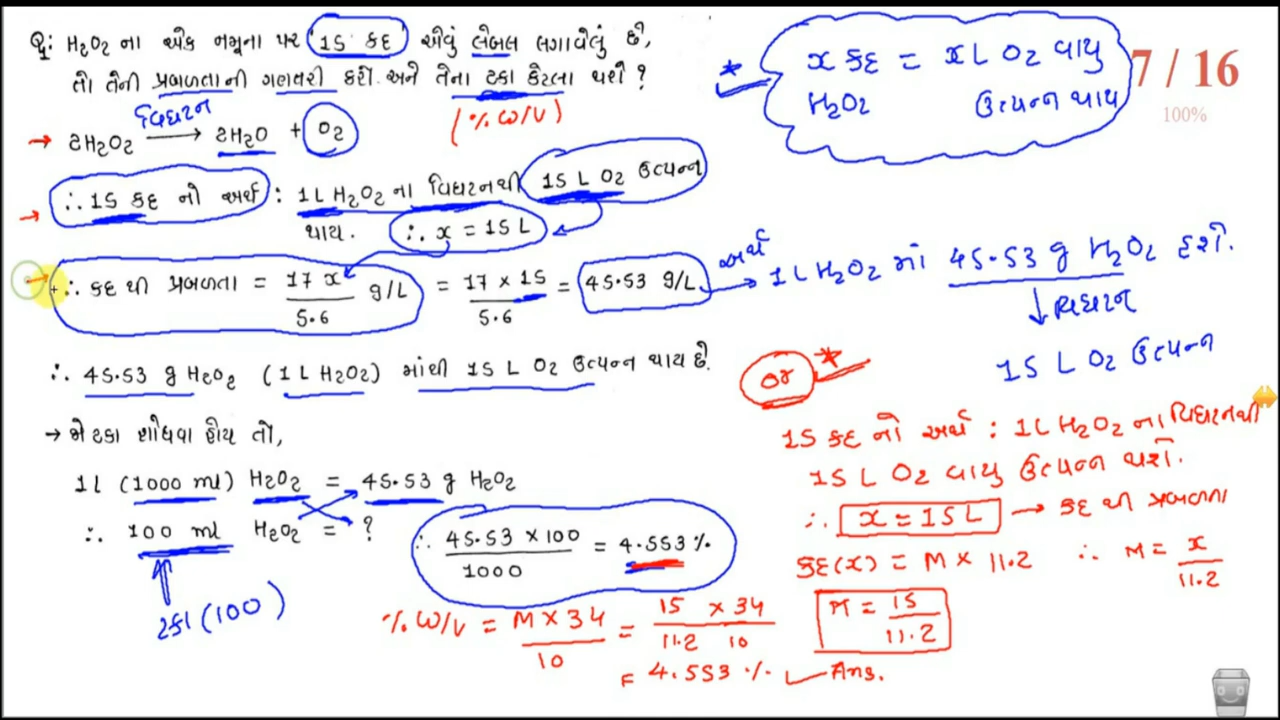 પ્ર: H₂O₂ ના એક નમૂના પર 15 કદ એવું લેબલ લગાવેલું છે,
તો તેની પ્રબળતાની ગણતરી કરો અને તેના ટકા કેટલા થશે ?
(% W/V)
વિઘટન
→ 2H₂O₂ → 2H₂O + O₂
∴ 15 કદ નો અર્થ : 1L H₂O₂ ના વિઘટનથી 15 L O₂ ઉત્પન્ન
થાય. ∴ x = 15 L
∴ કદ થી પ્રબળતા = 17 x / 5.6 g/L = 17 × 15 / 5.6 = 45.53 g/L
∴ 45.53 g H₂O₂ (1 L H₂O₂) માંથી 15 L O₂ ઉત્પન્ન થાય છે.
→ જો ટકા શોધવા હોય તો,
1l (1000 ml) H₂O₂ = 45.53 g H₂O₂
∴ 100 ml H₂O₂ = ?
∴ 45.53 × 100 / 1000 = 4.553 %
ટકા (100)
% W/V = M × 34 / 10 = 15 / 11.2 × 34 / 10
= 4.553 % Ans.
* x કદ = x L O₂ વાયુ
H₂O₂ ઉત્પન્ન થાય
7 / 16
100%
અર્થ
→ 1L H₂O₂ માં 45.53 g H₂O₂ હશે.
↓ વિઘટન
15 L O₂ ઉત્પન્ન
or *
15 કદ નો અર્થ : 1L H₂O₂ ના વિઘટનથી
15 L O₂ વાયુ ઉત્પન્ન થશે.
∴ x = 15 L → કદ થી પ્રબળતા
કદ(x) = M × 11.2 ∴ M = x / 11.2
M = 15 / 11.2